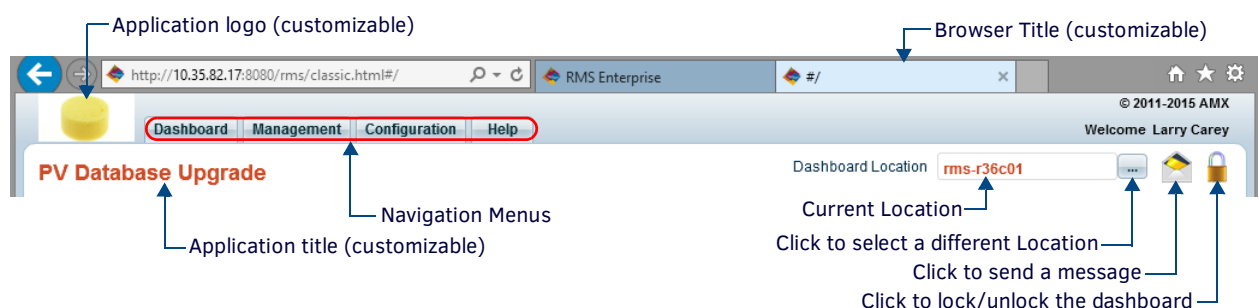 Application logo (customizable)
Browser Title (customizable)
http://10.35.82.17:8080/rms/classic.html#/
RMS Enterprise
#/
© 2011-2015 AMX
Dashboard Management Configuration Help
Welcome Larry Carey
PV Database Upgrade
Dashboard Location rms-r36c01 ...
Navigation Menus
Current Location
Application title (customizable)
Click to select a different Location
Click to send a message
Click to lock/unlock the dashboard